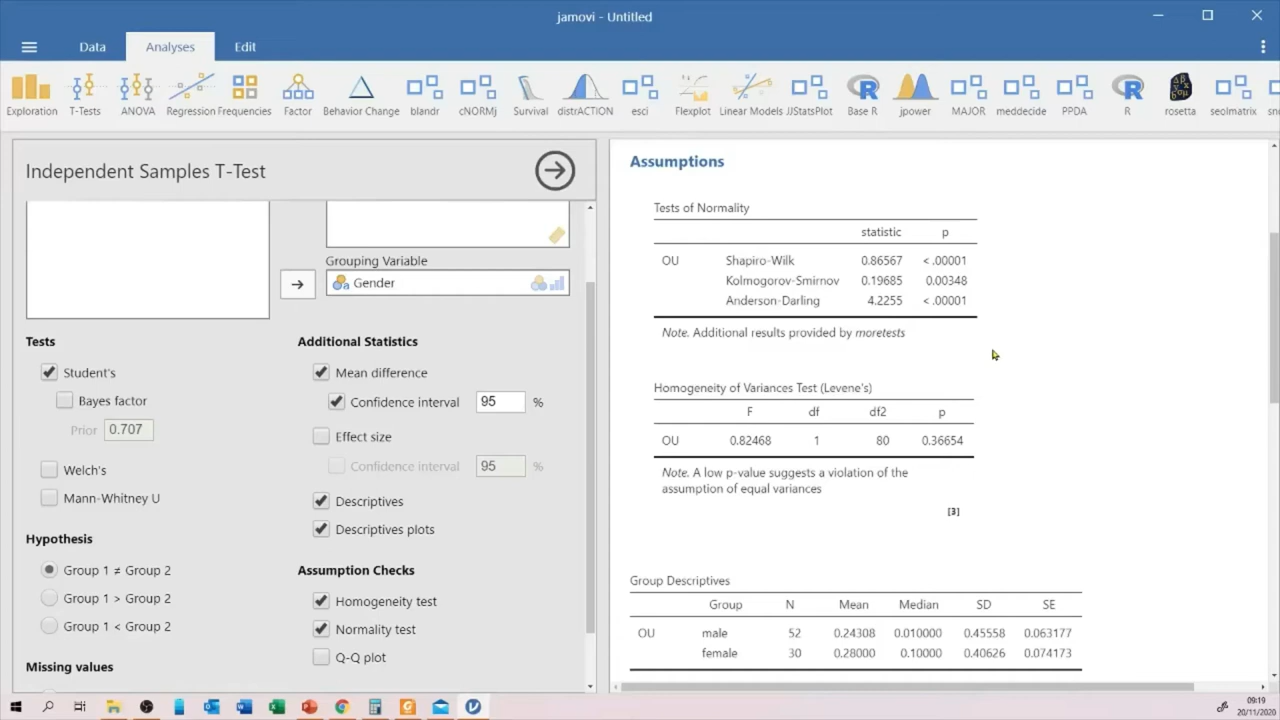 jamovi - Untitled
Data Analyses Edit
Exploration T-Tests ANOVA Regression Frequencies Factor Behavior Change blandr cNORMj Survival distrACTION esci Flexplot Linear Models JJStatsPlot Base R jpower MAJOR meddecide PPDA R rosetta seolmatrix
Independent Samples T-Test
Grouping Variable
Gender
Tests
Student's
Bayes factor
Prior 0.707
Welch's
Mann-Whitney U
Hypothesis
Group 1 ≠ Group 2
Group 1 > Group 2
Group 1 < Group 2
Missing values
Additional Statistics
Mean difference
Confidence interval 95 %
Effect size
Confidence interval 95 %
Descriptives
Descriptives plots
Assumption Checks
Homogeneity test
Normality test
Q-Q plot
Assumptions
Tests of Normality
statistic p
OU Shapiro-Wilk 0.86567 < .00001
Kolmogorov-Smirnov 0.19685 0.00348
Anderson-Darling 4.2255 < .00001
Note. Additional results provided by moretests
Homogeneity of Variances Test (Levene's)
F df df2 p
OU 0.82468 1 80 0.36654
Note. A low p-value suggests a violation of the
assumption of equal variances
[3]
Group Descriptives
Group N Mean Median SD SE
OU male 52 0.24308 0.010000 0.45558 0.063177
female 30 0.28000 0.10000 0.40626 0.074173
09:19
20/11/2020